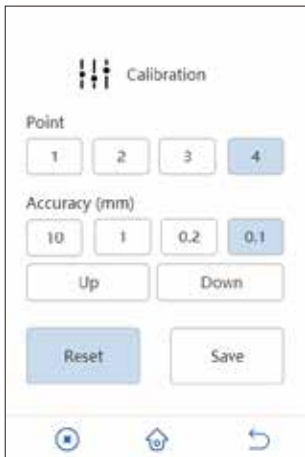 Calibration
Point
1 2 3 4
Accuracy (mm)
10 1 0.2 0.1
Up Down
Reset Save